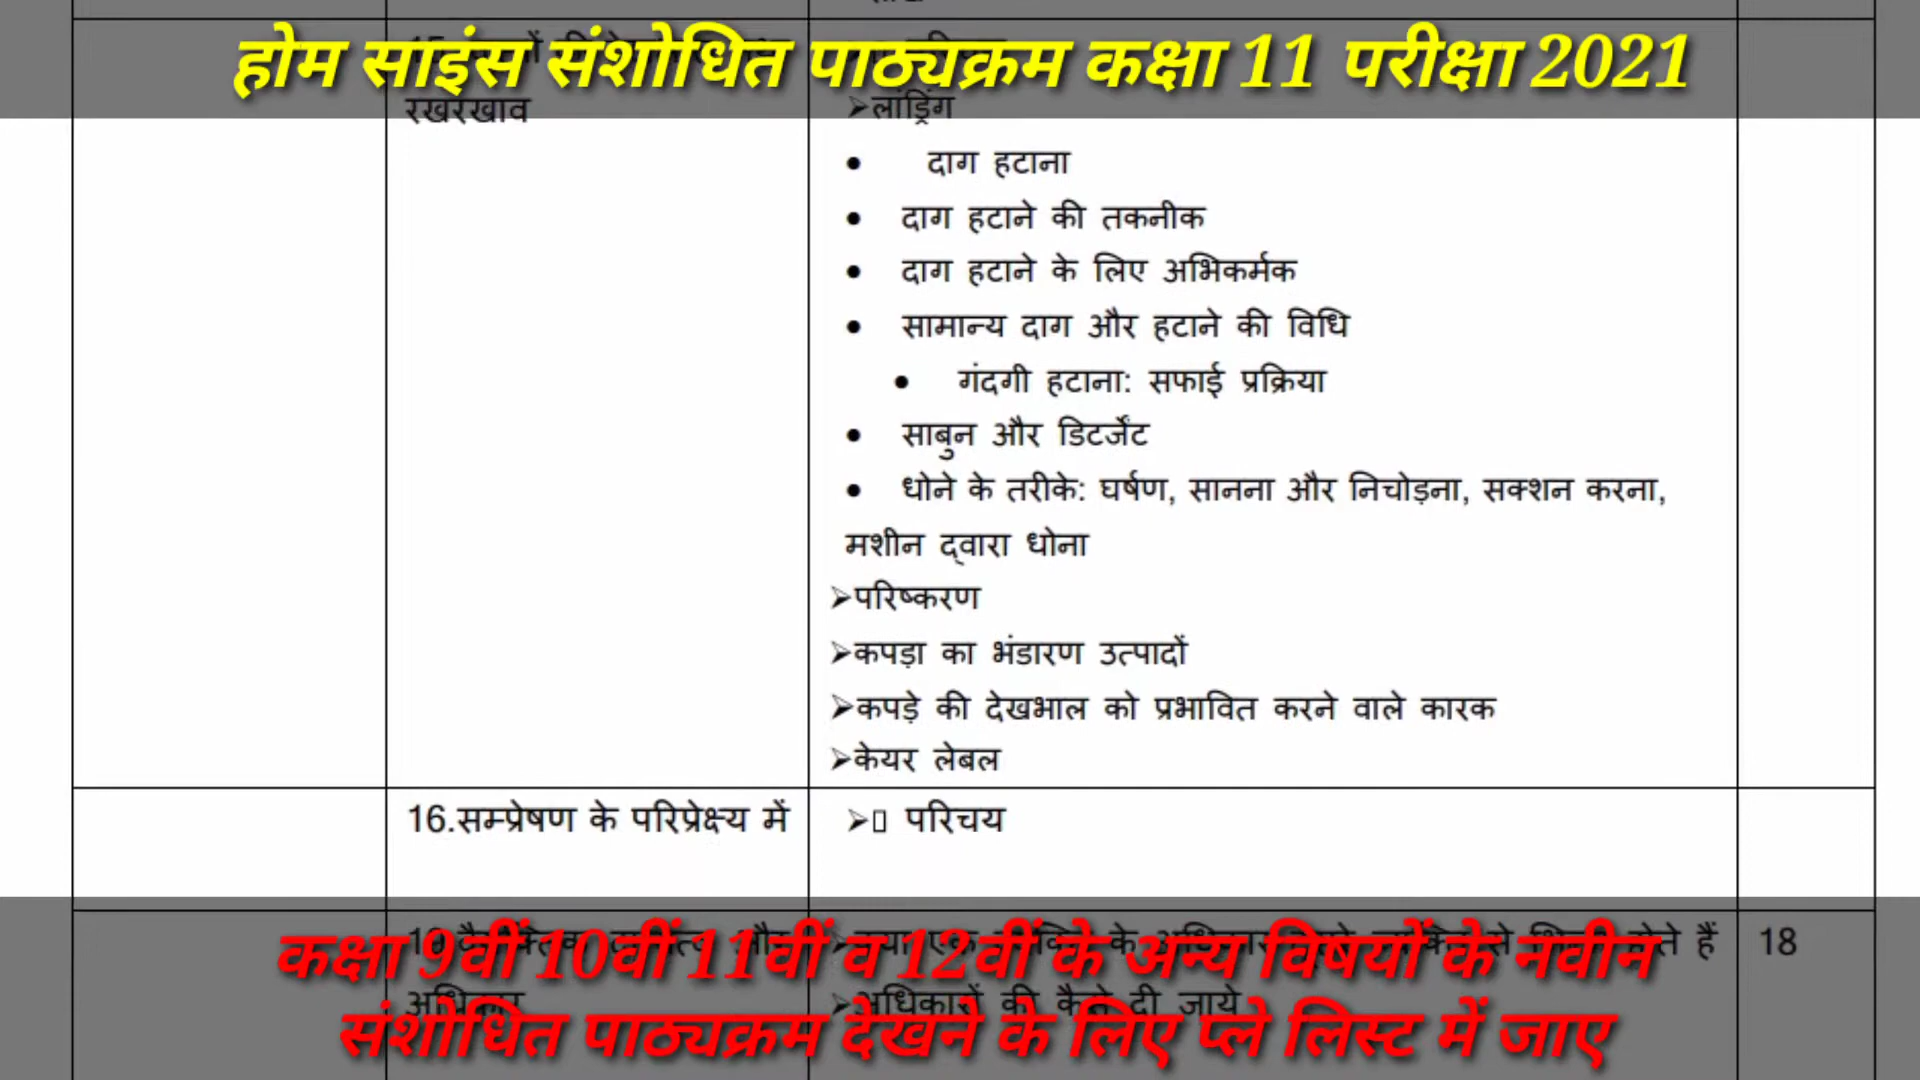 होम साइंस संशोधित पाठ्यक्रम कक्षा 11 परीक्षा 2021
रखरखाव
➢लांड्रिंग
• दाग हटाना
• दाग हटाने की तकनीक
• दाग हटाने के लिए अभिकर्मक
• सामान्य दाग और हटाने की विधि
• गंदगी हटाना: सफाई प्रक्रिया
• साबुन और डिटर्जेंट
• धोने के तरीके: घर्षण, सानना और निचोड़ना, सक्शन करना,
मशीन द्वारा धोना
➢परिष्करण
➢कपड़ा का भंडारण उत्पादों
➢कपड़े की देखभाल को प्रभावित करने वाले कारक
➢केयर लेबल
16.सम्प्रेषण के परिप्रेक्ष्य में
➢▯ परिचय
कक्षा 9वीं 10वीं 11वीं व 12वीं के अन्य विषयों के नवीन
होते हैं
18
अधिकार
➢अधिकारों की कैसे दी जाये
संशोधित पाठ्यक्रम देखने के लिए प्ले लिस्ट में जाए